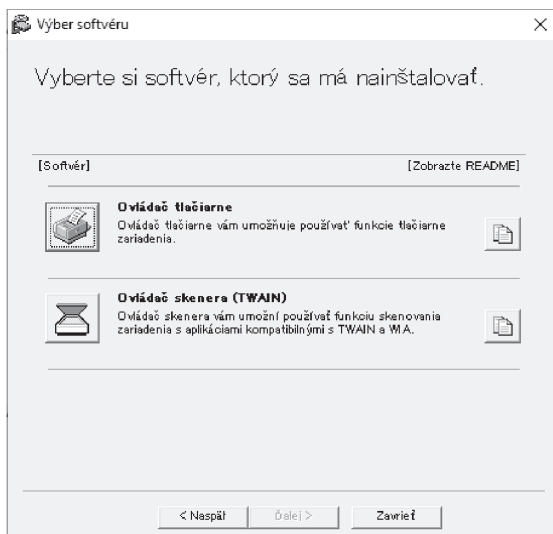 Výber softvéru
Vyberte si softvér, ktorý sa má nainštalovať.
[Softvér] [Zobrazte README]
Ovládač tlačiarne
Ovládač tlačiarne vám umožňuje používať funkcie tlačiarne
zariadenia.
Ovládač skenera (TWAIN)
Ovládač skenera vám umožní používať funkciu skenovania
zariadenia s aplikáciami kompatibilnými s TWAIN a WIA.
< Naspäť Ďalej > Zavrieť